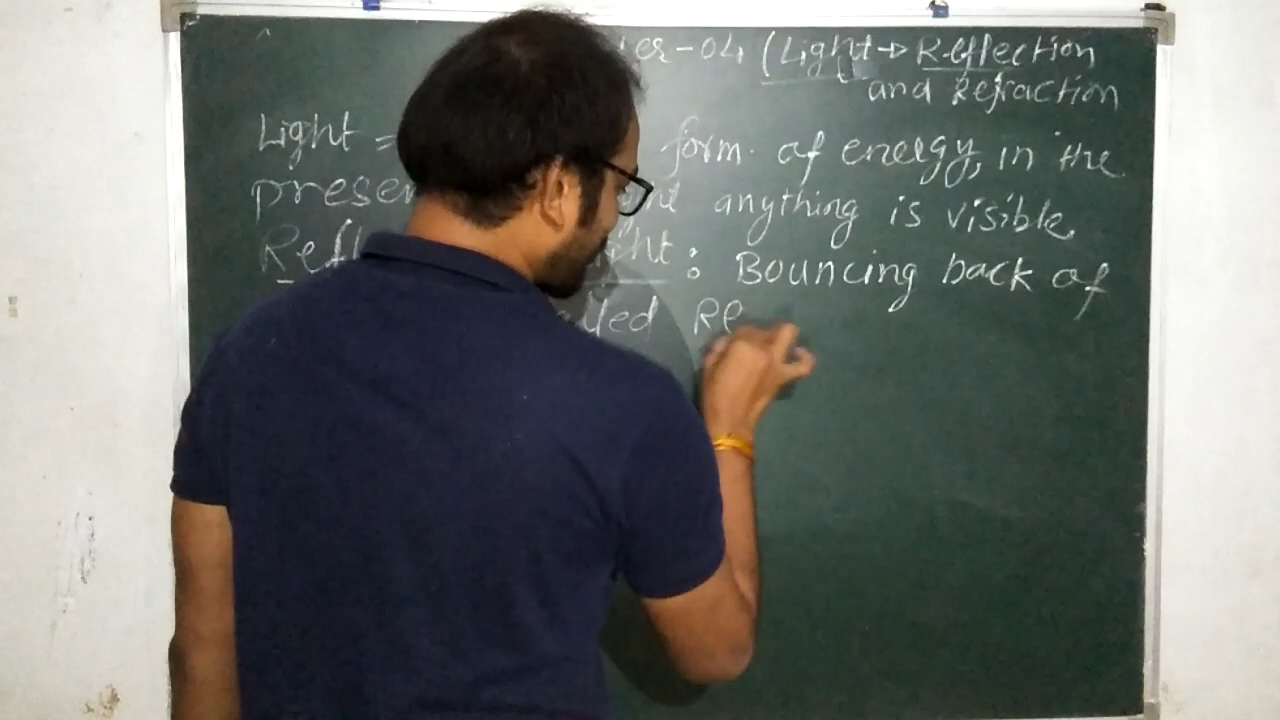 er-04 (Light → Reflection
and Refraction
Light = form of energy, in the
presen anything is visible
Refl ght : Bouncing back of
alled Re